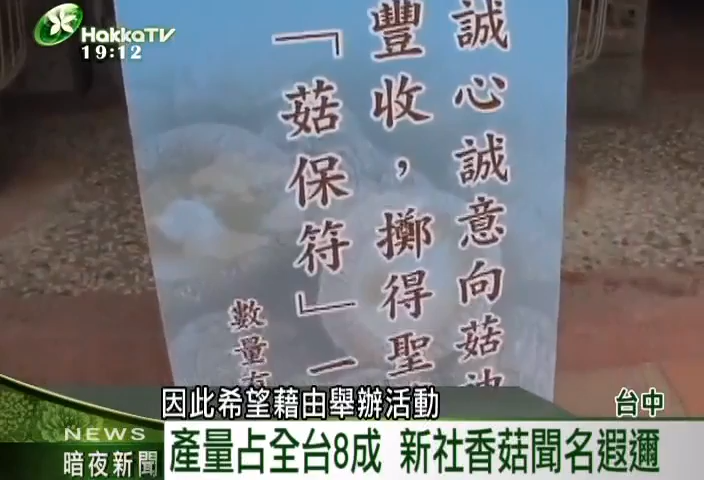 HakkaTV
19:12
誠心誠意向菇
豐收,擲得聖
「菇保符」一
數量
因此希望藉由舉辦活動
台中
NEWS
暗夜新聞
產量占全台8成 新社香菇聞名遐邇